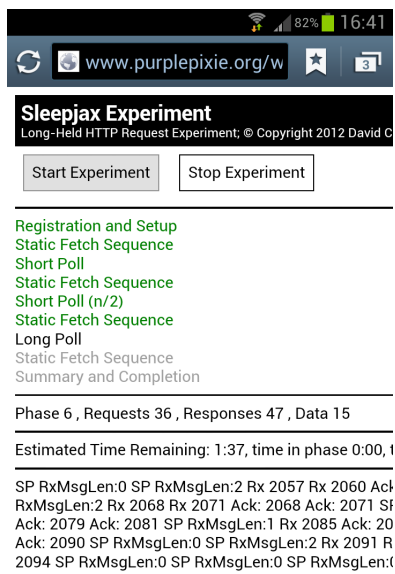 82% 16:41
www.purplepixie.org/w
3
Sleepjax Experiment
Long-Held HTTP Request Experiment; © Copyright 2012 David C
Start Experiment Stop Experiment
Registration and Setup
Static Fetch Sequence
Short Poll
Static Fetch Sequence
Short Poll (n/2)
Static Fetch Sequence
Long Poll
Static Fetch Sequence
Summary and Completion
Phase 6 , Requests 36 , Responses 47 , Data 15
Estimated Time Remaining: 1:37, time in phase 0:00, t
SP RxMsgLen:0 SP RxMsgLen:2 Rx 2057 Rx 2060 Ack
RxMsgLen:2 Rx 2068 Rx 2071 Ack: 2068 Ack: 2071 SP
Ack: 2079 Ack: 2081 SP RxMsgLen:1 Rx 2085 Ack: 20
Ack: 2090 SP RxMsgLen:0 SP RxMsgLen:2 Rx 2091 R
2094 SP RxMsgLen:0 SP RxMsgLen:0 SP RxMsgLen:0